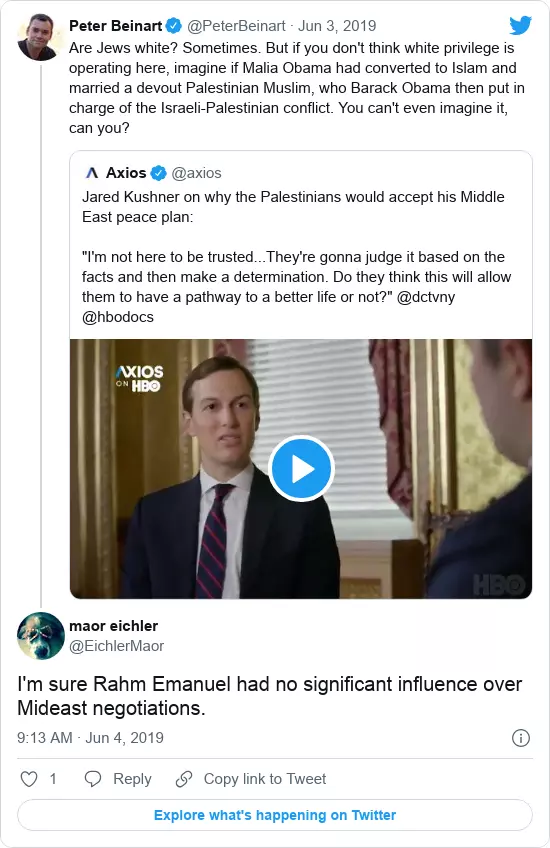 Peter Beinart @PeterBeinart · Jun 3, 2019
Are Jews white? Sometimes. But if you don't think white privilege is
operating here, imagine if Malia Obama had converted to Islam and
married a devout Palestinian Muslim, who Barack Obama then put in
charge of the Israeli-Palestinian conflict. You can't even imagine it,
can you?
Axios @axios
Jared Kushner on why the Palestinians would accept his Middle
East peace plan:
"I'm not here to be trusted...They're gonna judge it based on the
facts and then make a determination. Do they think this will allow
them to have a pathway to a better life or not?" @dctvny
@hbodocs
AXIOS
ON HBO
HBO
maor eichler
@EichlerMaor
I'm sure Rahm Emanuel had no significant influence over
Mideast negotiations.
9:13 AM · Jun 4, 2019
1 Reply Copy link to Tweet
Explore what's happening on Twitter